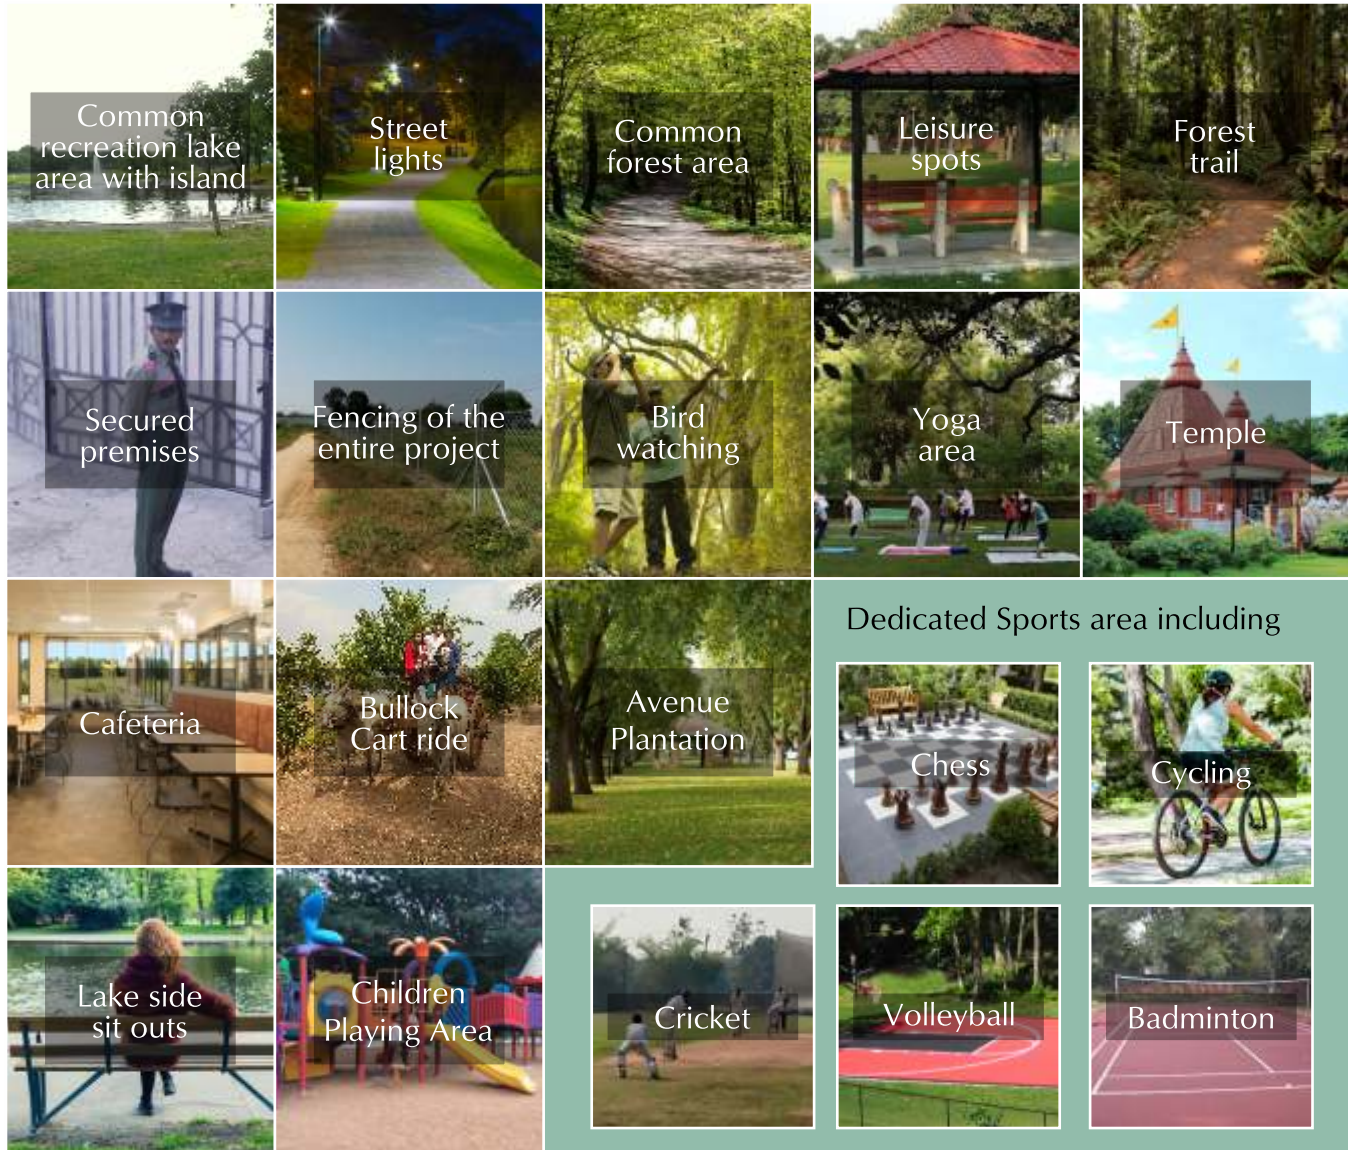 Common
recreation lake
area with island
Street
lights
Common
forest area
Leisure
spots
Forest
trail
Secured
premises
Fencing of the
entire project
Bird
watching
Yoga
area
Temple
Cafeteria
Bullock
Cart ride
Avenue
Plantation
Dedicated Sports area including
Chess
Cycling
Lake side
sit outs
Children
Playing Area
Cricket
Volleyball
Badminton